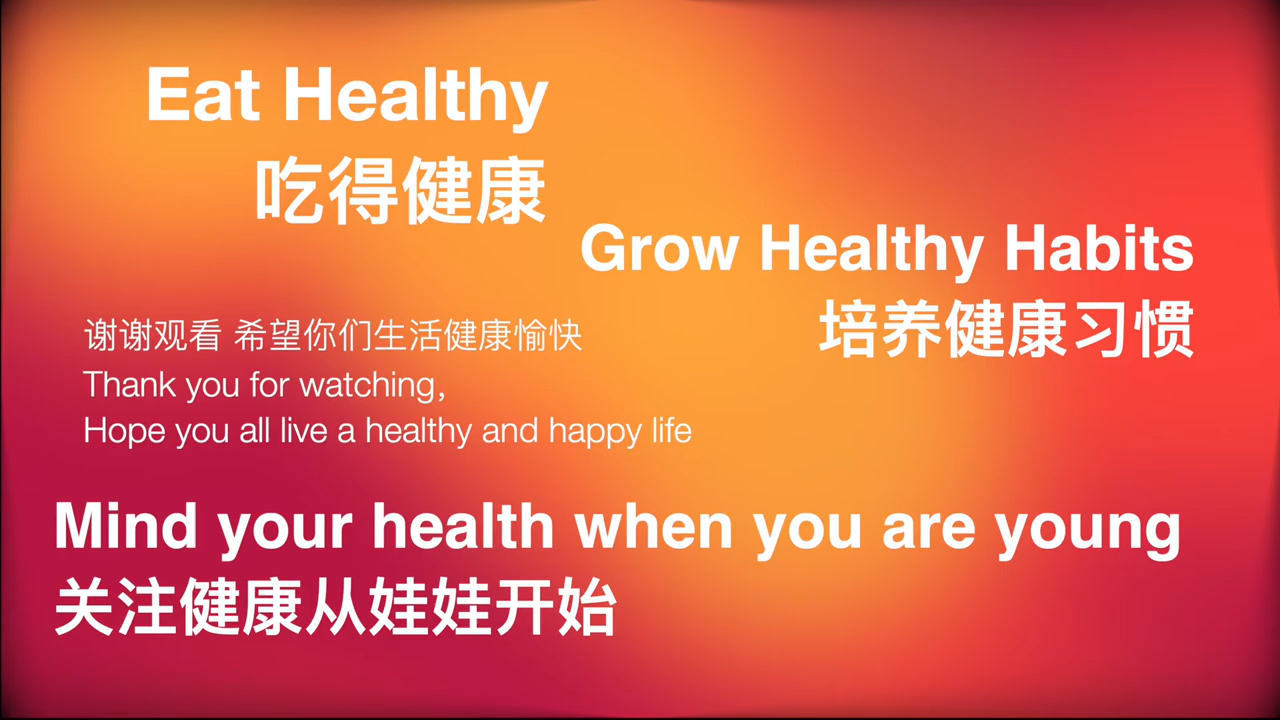 Eat Healthy
吃得健康
Grow Healthy Habits
培养健康习惯
谢谢观看 希望你们生活健康愉快
Thank you for watching,
Hope you all live a healthy and happy life
Mind your health when you are young
关注健康从娃娃开始